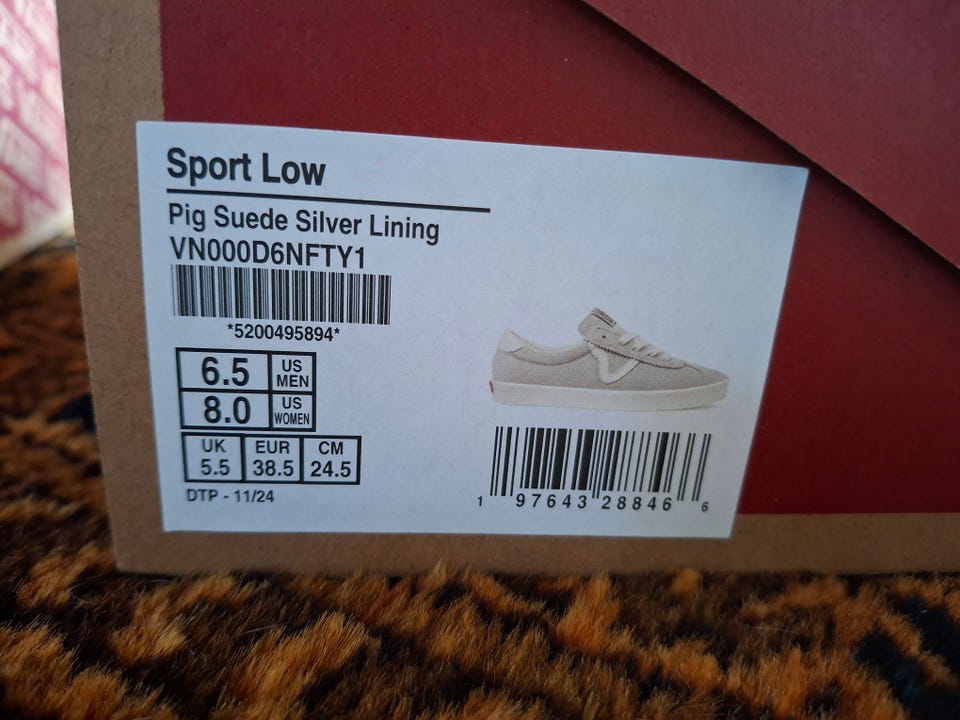 Sport Low
Pig Suede Silver Lining
VN000D6NFTY1
*5200495894*
6.5 US MEN
8.0 US WOMEN
UK EUR CM
5.5 38.5 24.5
DTP - 11/24
1 97643 28846 6